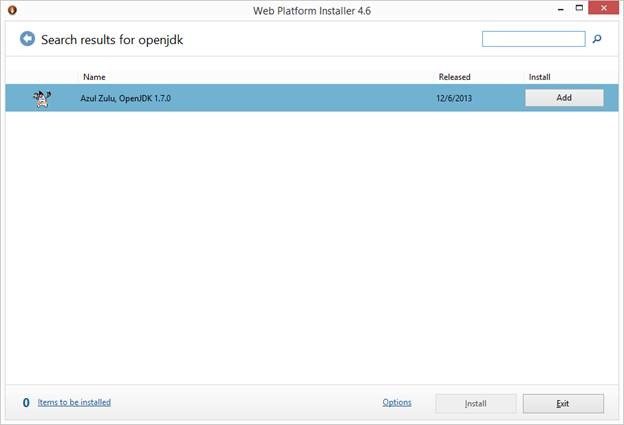 Web Platform Installer 4.6
Search results for openjdk
Name Released Install
Azul Zulu, OpenJDK 1.7.0 12/6/2013 Add
0 Items to be installed Options Install Exit